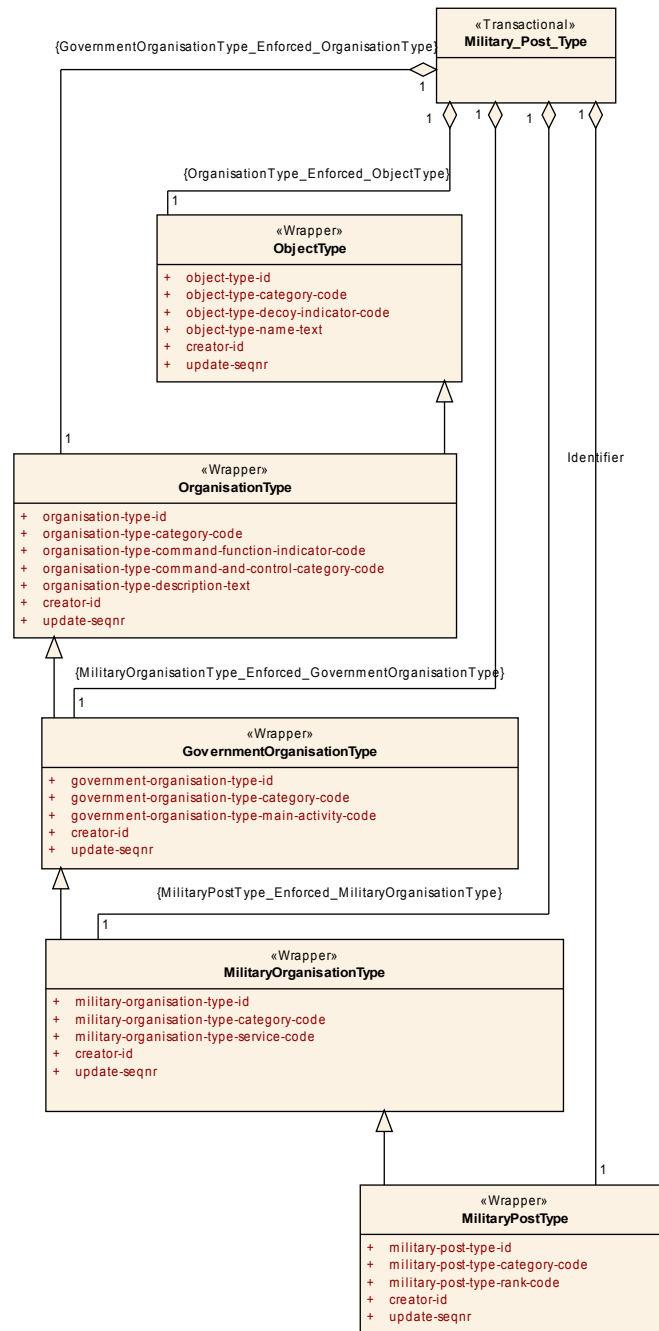 «Transactional»
Military_Post_Type
{GovernmentOrganisationType_Enforced_OrganisationType}
1
1
1
1
1
{OrganisationType_Enforced_ObjectType}
1
«Wrapper»
ObjectType
+ object-type-id
+ object-type-category-code
+ object-type-decoy-indicator-code
+ object-type-name-text
+ creator-id
+ update-seqnr
1
Identifier
«Wrapper»
OrganisationType
+ organisation-type-id
+ organisation-type-category-code
+ organisation-type-command-function-indicator-code
+ organisation-type-command-and-control-category-code
+ organisation-type-description-text
+ creator-id
+ update-seqnr
{MilitaryOrganisationType_Enforced_GovernmentOrganisationType}
1
«Wrapper»
GovernmentOrganisationType
+ government-organisation-type-id
+ government-organisation-type-category-code
+ government-organisation-type-main-activity-code
+ creator-id
+ update-seqnr
{MilitaryPostType_Enforced_MilitaryOrganisationType}
1
«Wrapper»
MilitaryOrganisationType
+ military-organisation-type-id
+ military-organisation-type-category-code
+ military-organisation-type-service-code
+ creator-id
+ update-seqnr
1
«Wrapper»
MilitaryPostType
+ military-post-type-id
+ military-post-type-category-code
+ military-post-type-rank-code
+ creator-id
+ update-seqnr